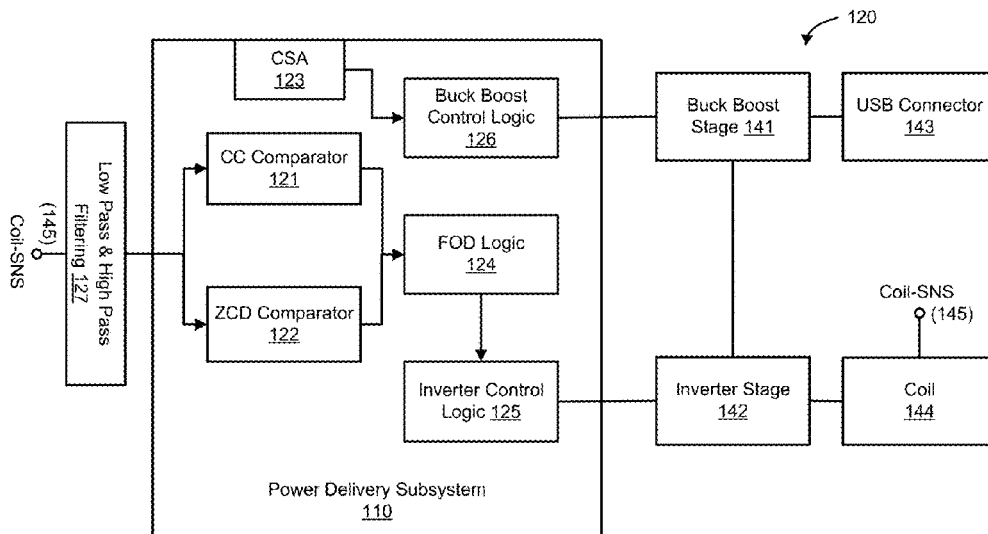 120
CSA
123
Buck Boost
Control Logic
126
Buck Boost
Stage 141
USB Connector
143
CC Comparator
121
Low Pass & High Pass
Filtering 127
(145)
Coil-SNS
FOD Logic
124
ZCD Comparator
122
Coil-SNS
(145)
Inverter Control
Logic 125
Inverter Stage
142
Coil
144
Power Delivery Subsystem
110